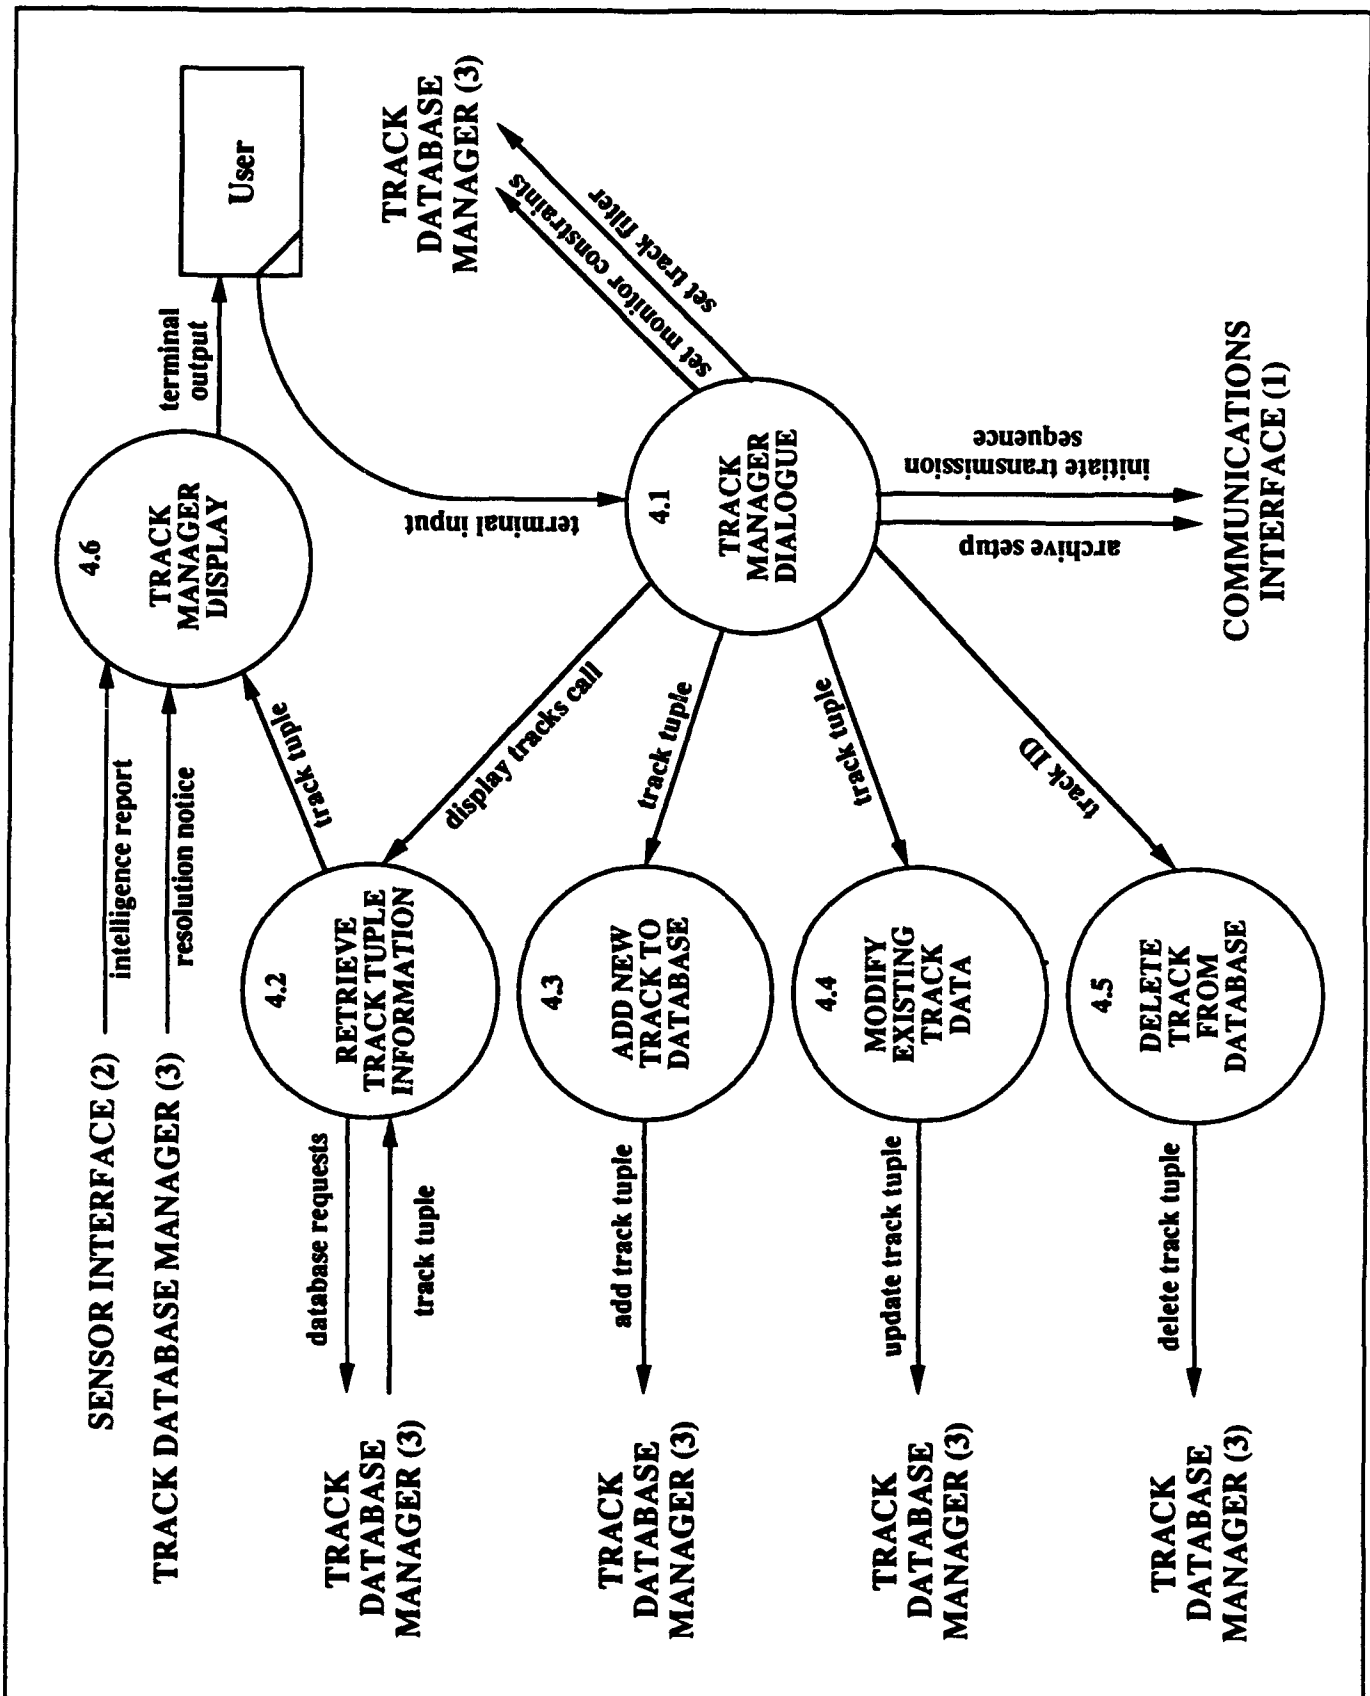 SENSOR INTERFACE (2)
intelligence report
TRACK DATABASE MANAGER (3)
resolution notice
4.6
TRACK
MANAGER
DISPLAY
terminal
output
User
track tuple
terminal input
TRACK
DATABASE
MANAGER (3)
set monitor constraints
set track filter
TRACK
DATABASE
MANAGER (3)
database requests
track tuple
4.2
RETRIEVE
TRACK TUPLE
INFORMATION
display tracks call
4.1
TRACK
MANAGER
DIALOGUE
TRACK
DATABASE
MANAGER (3)
add track tuple
4.3
ADD NEW
TRACK TO
DATABASE
track tuple
TRACK
DATABASE
MANAGER (3)
update track tuple
4.4
MODIFY
EXISTING
TRACK
DATA
track tuple
initiate transmission
sequence
archive setup
COMMUNICATIONS
INTERFACE (1)
TRACK
DATABASE
MANAGER (3)
delete track tuple
4.5
DELETE
TRACK
FROM
DATABASE
track ID